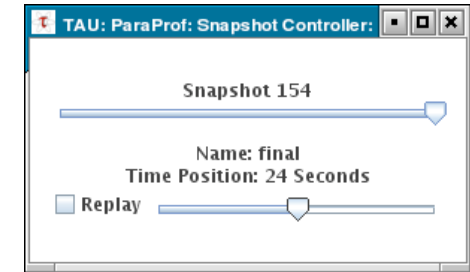 TAU: ParaProf: Snapshot Controller:
Snapshot 154
Name: final
Time Position: 24 Seconds
Replay